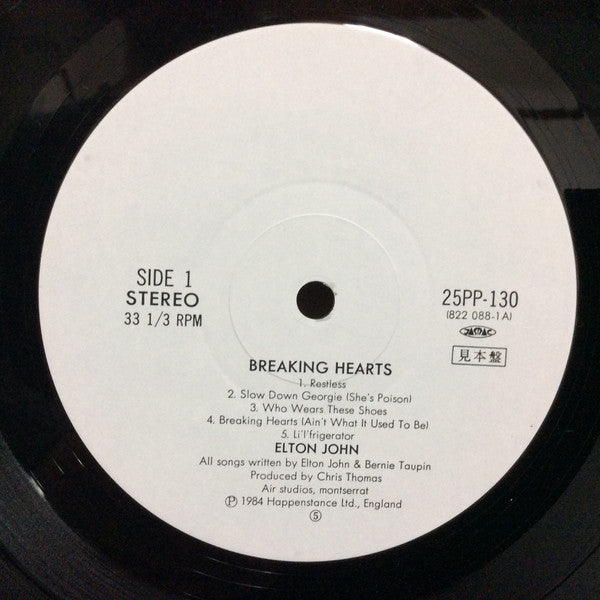 SIDE 1
STEREO
33 1/3 RPM
25PP-130
(822 088-1A)
JASRAC
見本盤
BREAKING HEARTS
1. Restless
2. Slow Down Georgie (She's Poison)
3. Who Wears These Shoes
4. Breaking Hearts (Ain't What It Used To Be)
5. Li'l'frigerator
ELTON JOHN
All songs written by Elton John & Bernie Taupin
Produced by Chris Thomas
Air studios, montserrat
Ⓟ 1984 Happenstance Ltd., England
⑤